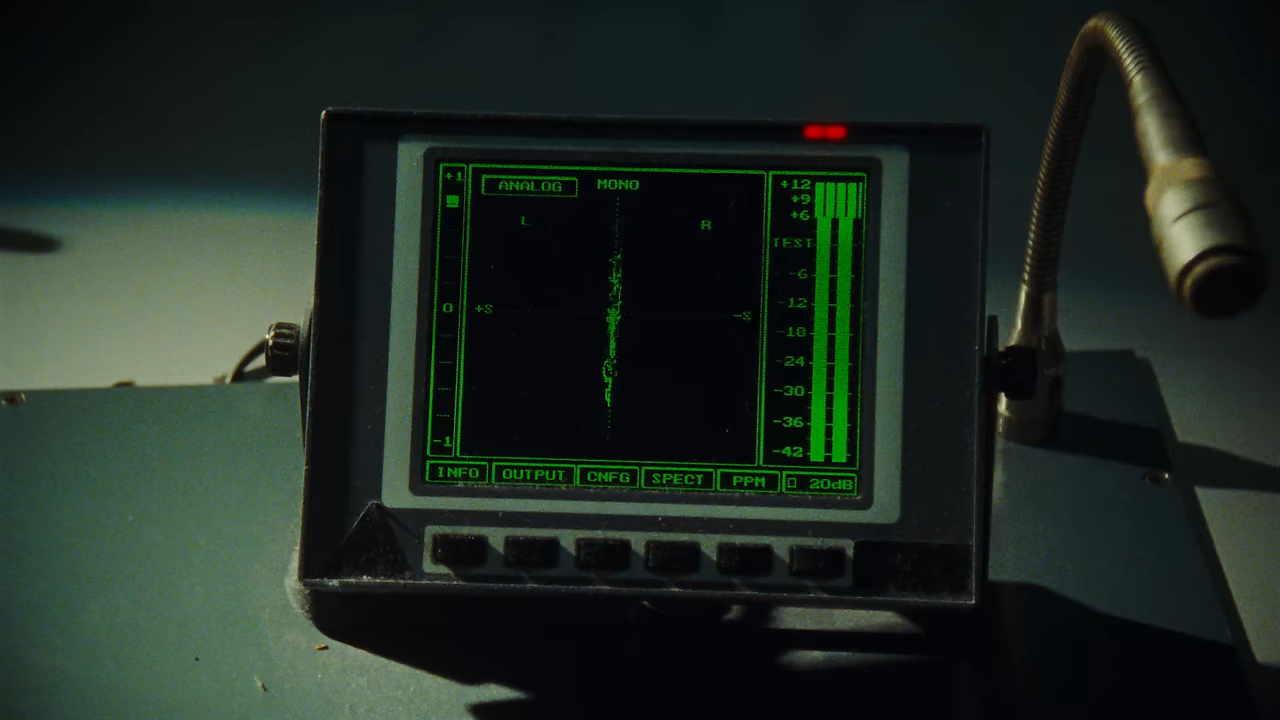 +1
ANALOG MONO
L R
0
+S -S
-1
+12
+9
+6
TEST
-6
-12
-18
-24
-30
-36
-42
INFO OUTPUT CNFG SPECT PPM 20dB